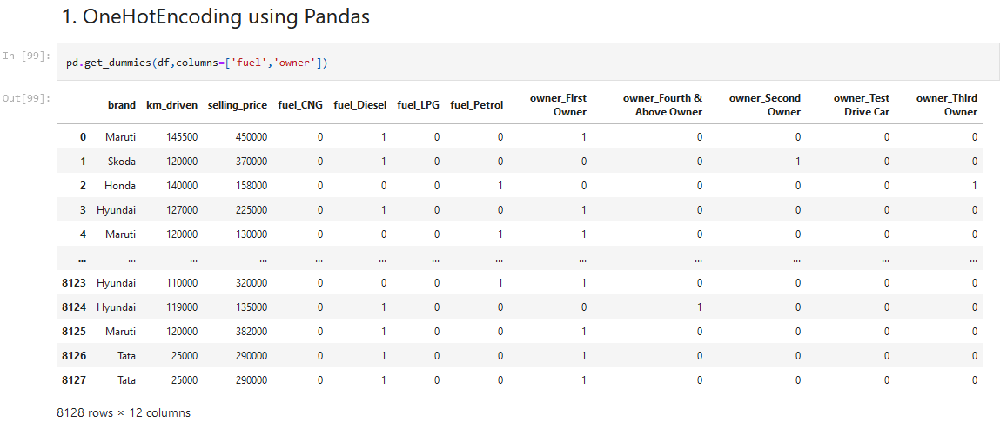 1. OneHotEncoding using Pandas
In [99]: pd.get_dummies(df,columns=['fuel','owner'])
Out[99]:
brand km_driven selling_price fuel_CNG fuel_Diesel fuel_LPG fuel_Petrol owner_First Owner owner_Fourth & Above Owner owner_Second Owner owner_Test Drive Car owner_Third Owner
0 Maruti 145500 450000 0 1 0 0 1 0 0 0 0
1 Skoda 120000 370000 0 1 0 0 0 0 1 0 0
2 Honda 140000 158000 0 0 0 1 0 0 0 0 1
3 Hyundai 127000 225000 0 1 0 0 1 0 0 0 0
4 Maruti 120000 130000 0 0 0 1 1 0 0 0 0
... ... ... ... ... ... ... ... ... ... ... ... ...
8123 Hyundai 110000 320000 0 0 0 1 1 0 0 0 0
8124 Hyundai 119000 135000 0 1 0 0 0 1 0 0 0
8125 Maruti 120000 382000 0 1 0 0 1 0 0 0 0
8126 Tata 25000 290000 0 1 0 0 1 0 0 0 0
8127 Tata 25000 290000 0 1 0 0 1 0 0 0 0
8128 rows × 12 columns